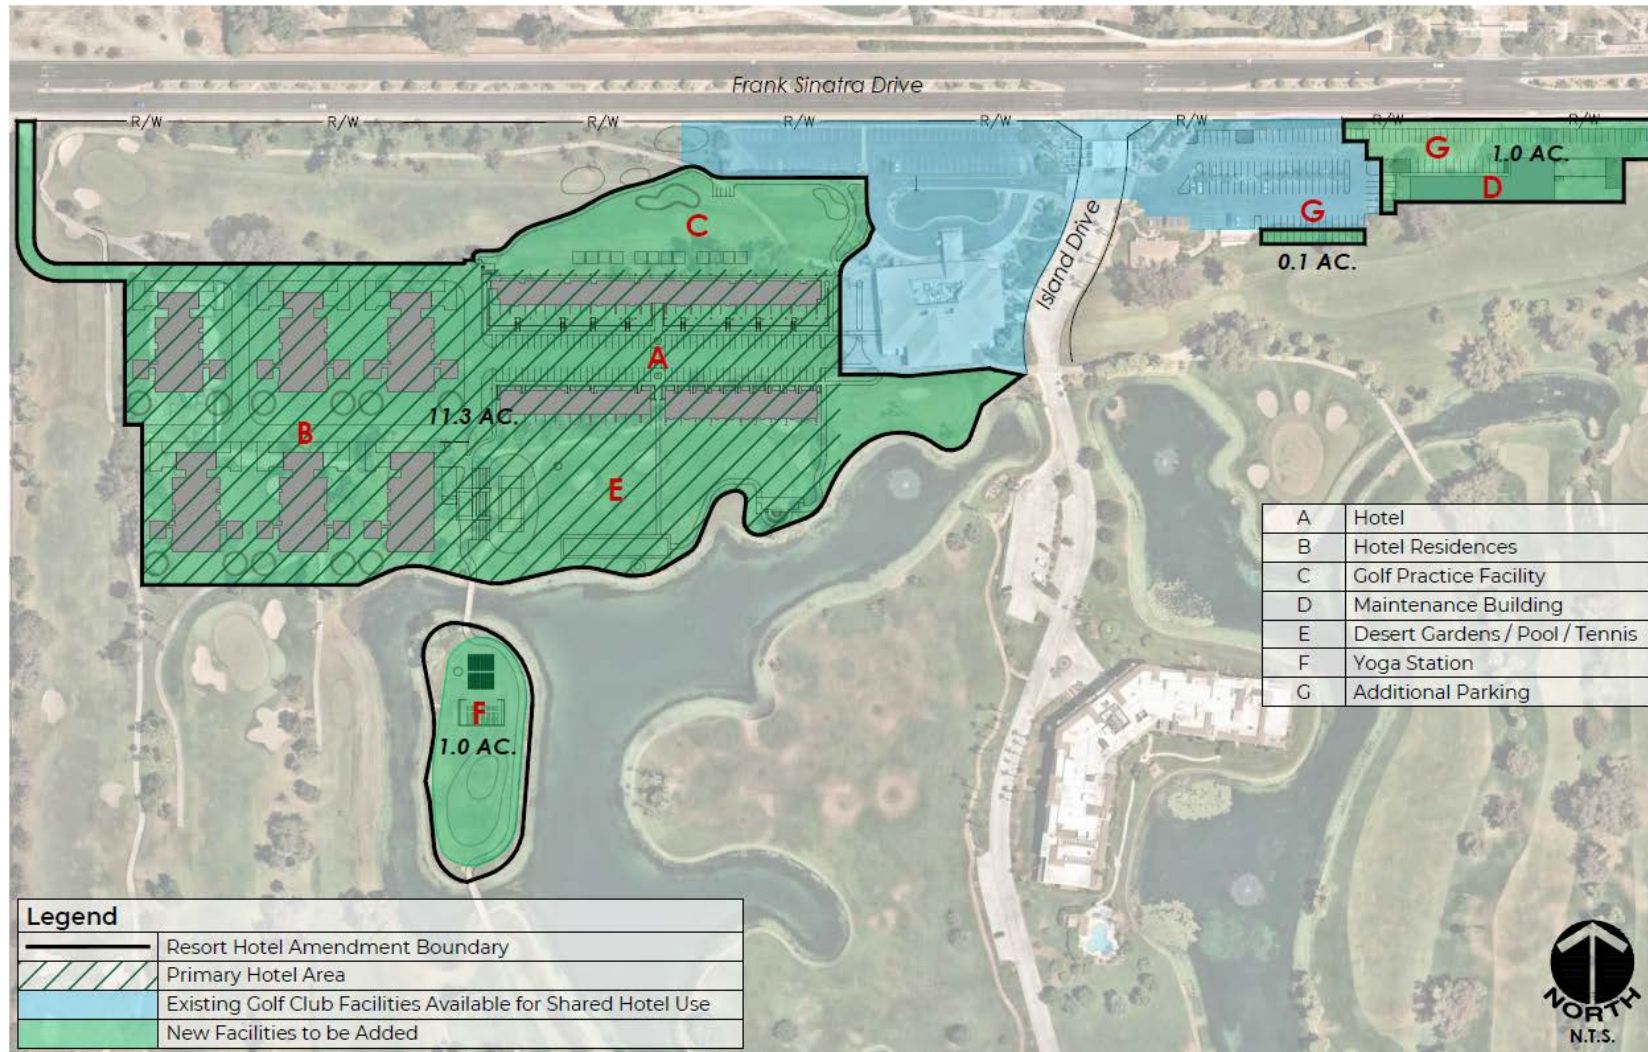 Frank Sinatra Drive
R/W R/W R/W R/W R/W R/W R/W R/W
G 1.0 AC.
D
C
G
0.1 AC.
Island Drive
A
11.3 AC.
B
E
A Hotel
B Hotel Residences
C Golf Practice Facility
D Maintenance Building
E Desert Gardens / Pool / Tennis
F Yoga Station
G Additional Parking
F
1.0 AC.
Legend
Resort Hotel Amendment Boundary
Primary Hotel Area
Existing Golf Club Facilities Available for Shared Hotel Use
New Facilities to be Added
NORTH
N.T.S.